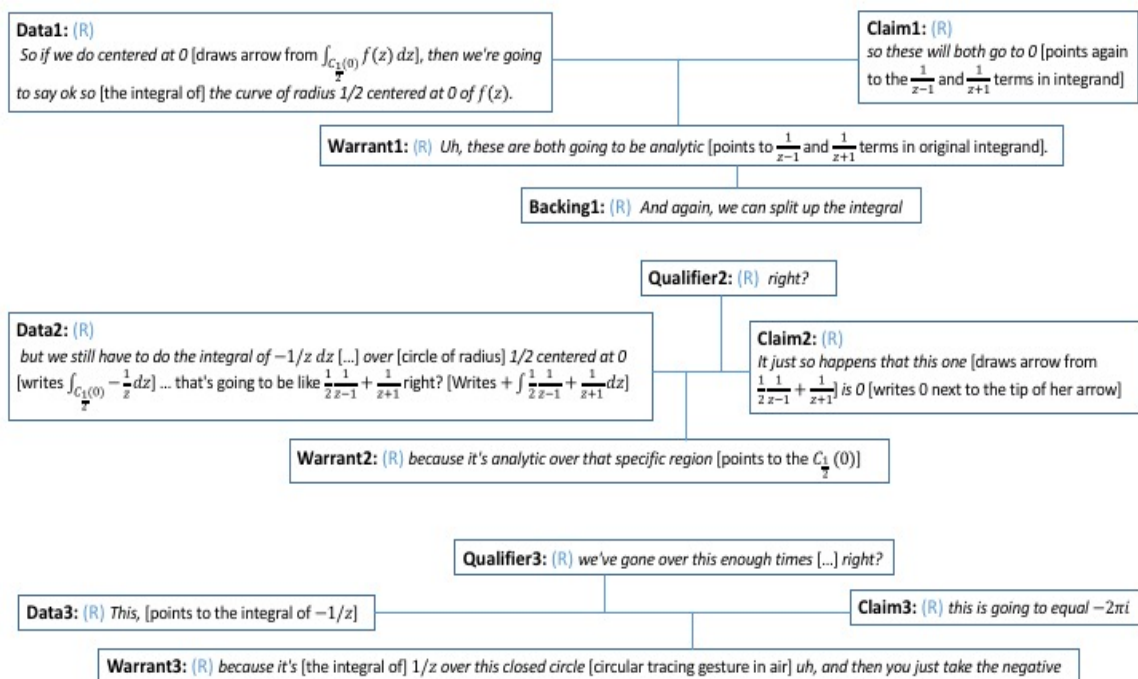 Data1: (R)
So if we do centered at 0 [draws arrow from ∫_{C_{1/2}(0)} f(z) dz], then we're going
to say ok so [the integral of] the curve of radius 1/2 centered at 0 of f(z).
Claim1: (R)
so these will both go to 0 [points again
to the 1/(z−1) and 1/(z+1) terms in integrand]
Warrant1: (R) Uh, these are both going to be analytic [points to 1/(z−1) and 1/(z+1) terms in original integrand].
Backing1: (R) And again, we can split up the integral
Qualifier2: (R) right?
Data2: (R)
but we still have to do the integral of −1/z dz [...] over [circle of radius] 1/2 centered at 0
[writes ∫_{C_{1/2}(0)} −1/z dz] ... that's going to be like 1/2 1/(z−1) + 1/(z+1) right? [Writes + ∫ 1/2 1/(z−1) + 1/(z+1) dz]
Claim2: (R)
It just so happens that this one [draws arrow from
1/2 1/(z−1) + 1/(z+1)] is 0 [writes 0 next to the tip of her arrow]
Warrant2: (R) because it's analytic over that specific region [points to the C_{1/2}(0)]
Qualifier3: (R) we've gone over this enough times [...] right?
Data3: (R) This, [points to the integral of −1/z]
Claim3: (R) this is going to equal −2πi
Warrant3: (R) because it's [the integral of] 1/z over this closed circle [circular tracing gesture in air] uh, and then you just take the negative